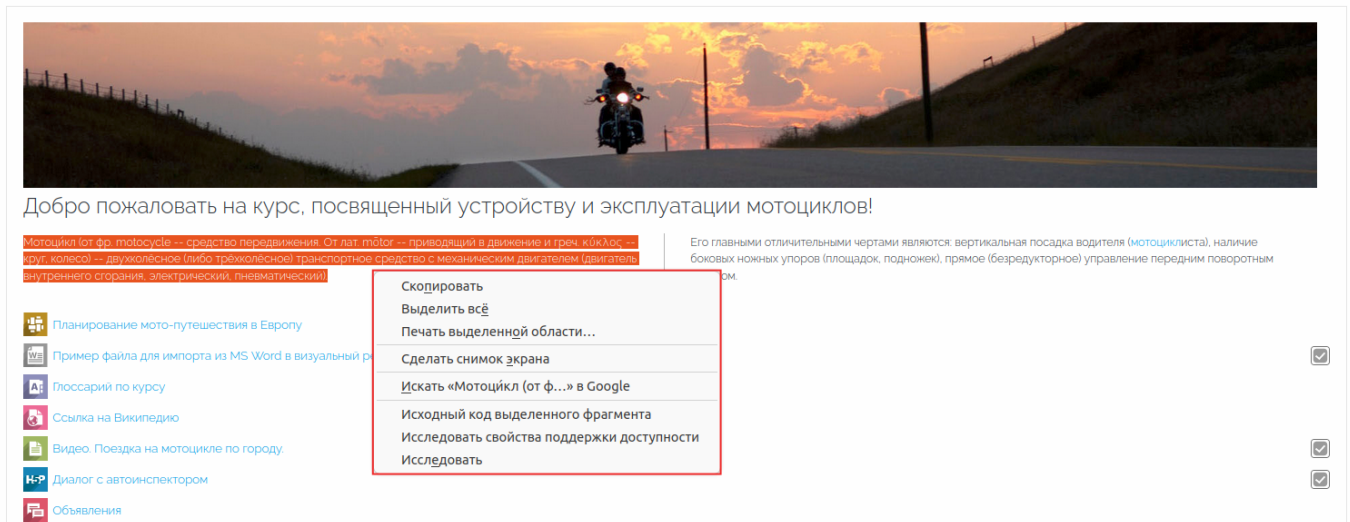 Добро пожаловать на курс, посвященный устройству и эксплуатации мотоциклов!
Мотоци́кл (от фр. motocycle -- средство передвижения. От лат. mōtor -- приводящий в движение и греч. κύκλος --
круг, колесо) -- двухколёсное (либо трёхколёсное) транспортное средство с механическим двигателем (двигатель
внутреннего сгорания, электрический, пневматический).
Его главными отличительными чертами являются: вертикальная посадка водителя (мотоциклиста), наличие
боковых ножных упоров (площадок, подножек), прямое (безредукторное) управление передним поворотным
ом.
Скопировать
Выделить всё
Печать выделенной области...
Сделать снимок экрана
Искать «Мотоци́кл (от ф...» в Google
Исходный код выделенного фрагмента
Исследовать свойства поддержки доступности
Исследовать
Планирование мото-путешествия в Европу
Пример файла для импорта из MS Word в визуальный ре
Глоссарий по курсу
Ссылка на Википедию
Видео. Поездка на мотоцикле по городу.
H-P Диалог с автоинспектором
Объявления